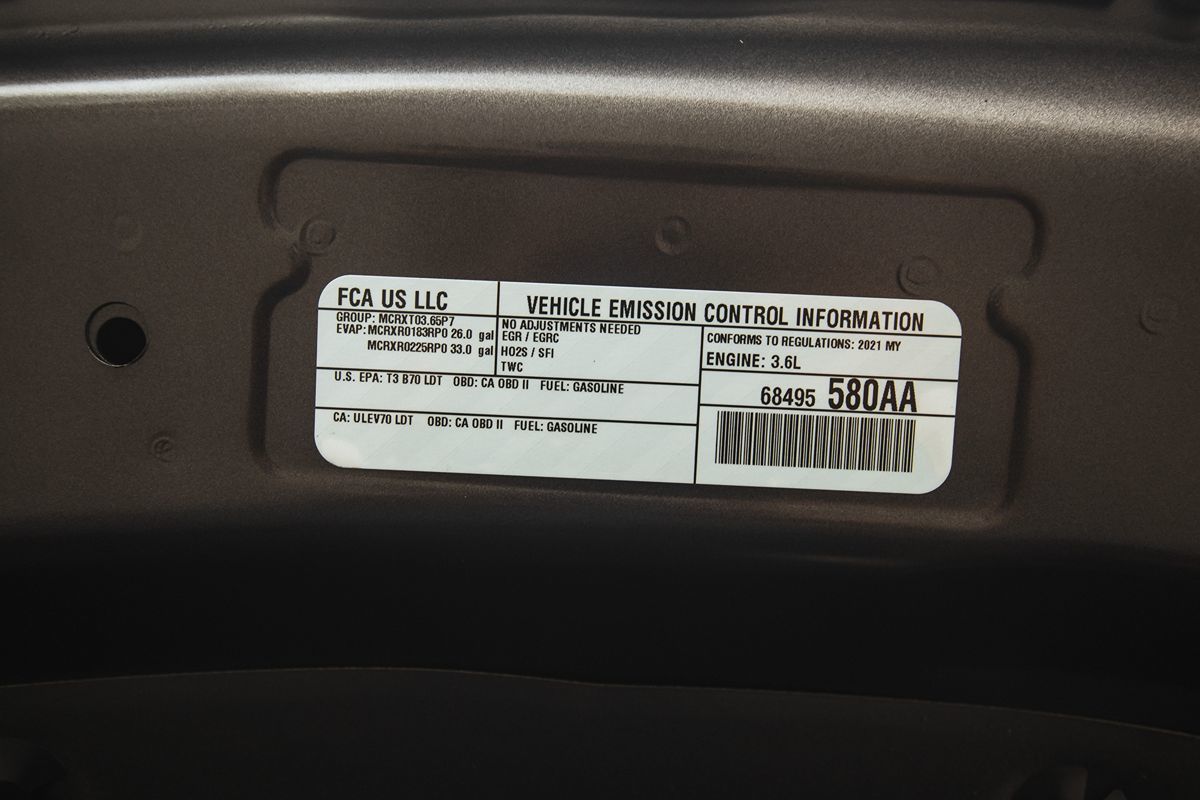 FCA US LLC
VEHICLE EMISSION CONTROL INFORMATION
GROUP: MCRXT03.65P7
EVAP: MCRXR0183RP0 26.0 gal
MCRXR0225RP0 33.0 gal
NO ADJUSTMENTS NEEDED
EGR / EGRC
HO2S / SFI
TWC
CONFORMS TO REGULATIONS: 2021 MY
ENGINE: 3.6L
U.S. EPA: T3 B70 LDT OBD: CA OBD II FUEL: GASOLINE
68495 580AA
CA: ULEV70 LDT OBD: CA OBD II FUEL: GASOLINE